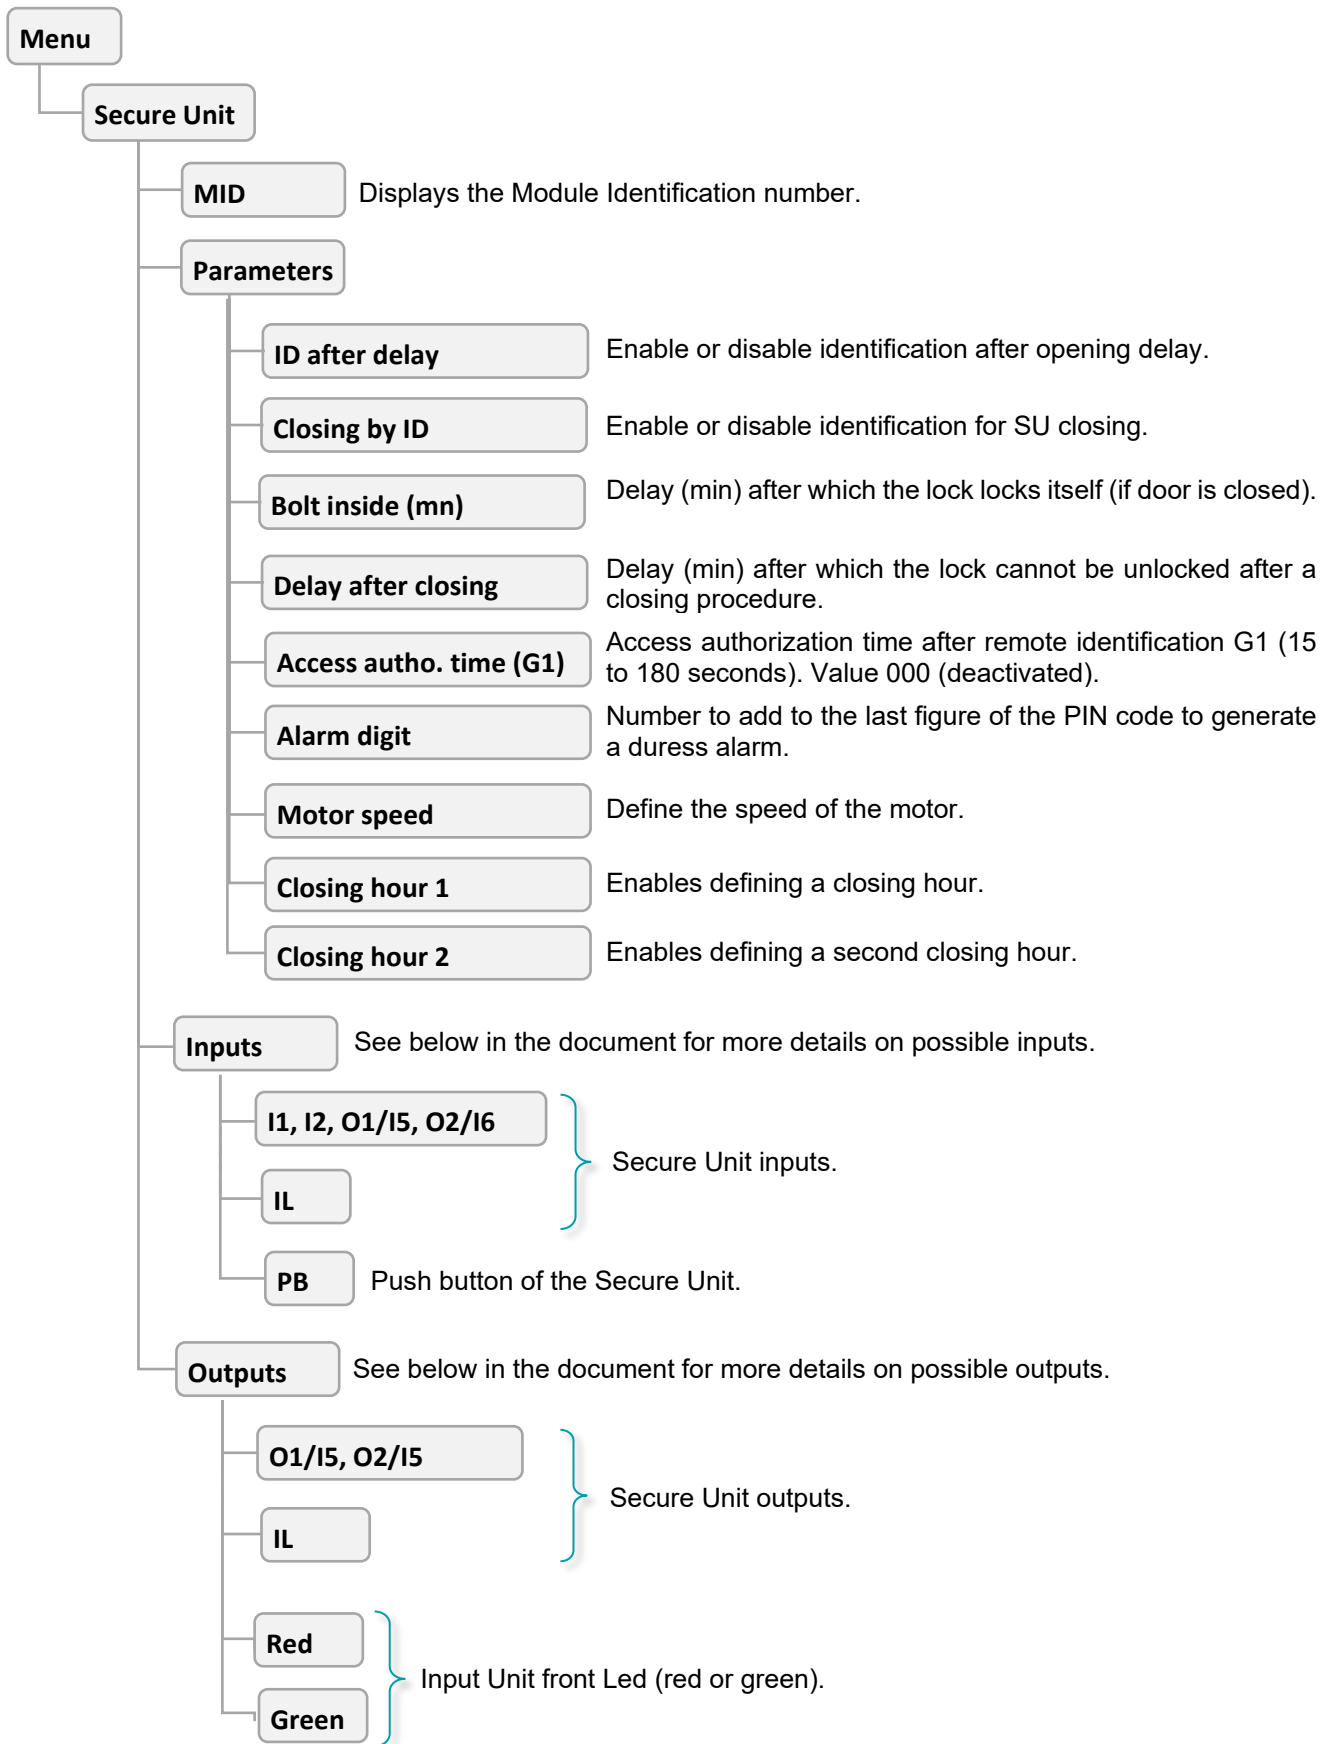 Menu
Secure Unit
MID
Displays the Module Identification number.
Parameters
ID after delay
Enable or disable identification after opening delay.
Closing by ID
Enable or disable identification for SU closing.
Bolt inside (mn)
Delay (min) after which the lock locks itself (if door is closed).
Delay after closing
Delay (min) after which the lock cannot be unlocked after a
closing procedure.
Access autho. time (G1)
Access authorization time after remote identification G1 (15
to 180 seconds). Value 000 (deactivated).
Alarm digit
Number to add to the last figure of the PIN code to generate
a duress alarm.
Motor speed
Define the speed of the motor.
Closing hour 1
Enables defining a closing hour.
Closing hour 2
Enables defining a second closing hour.
Inputs
See below in the document for more details on possible inputs.
I1, I2, O1/I5, O2/I6
Secure Unit inputs.
IL
PB
Push button of the Secure Unit.
Outputs
See below in the document for more details on possible outputs.
O1/I5, O2/I5
Secure Unit outputs.
IL
Red
Input Unit front Led (red or green).
Green